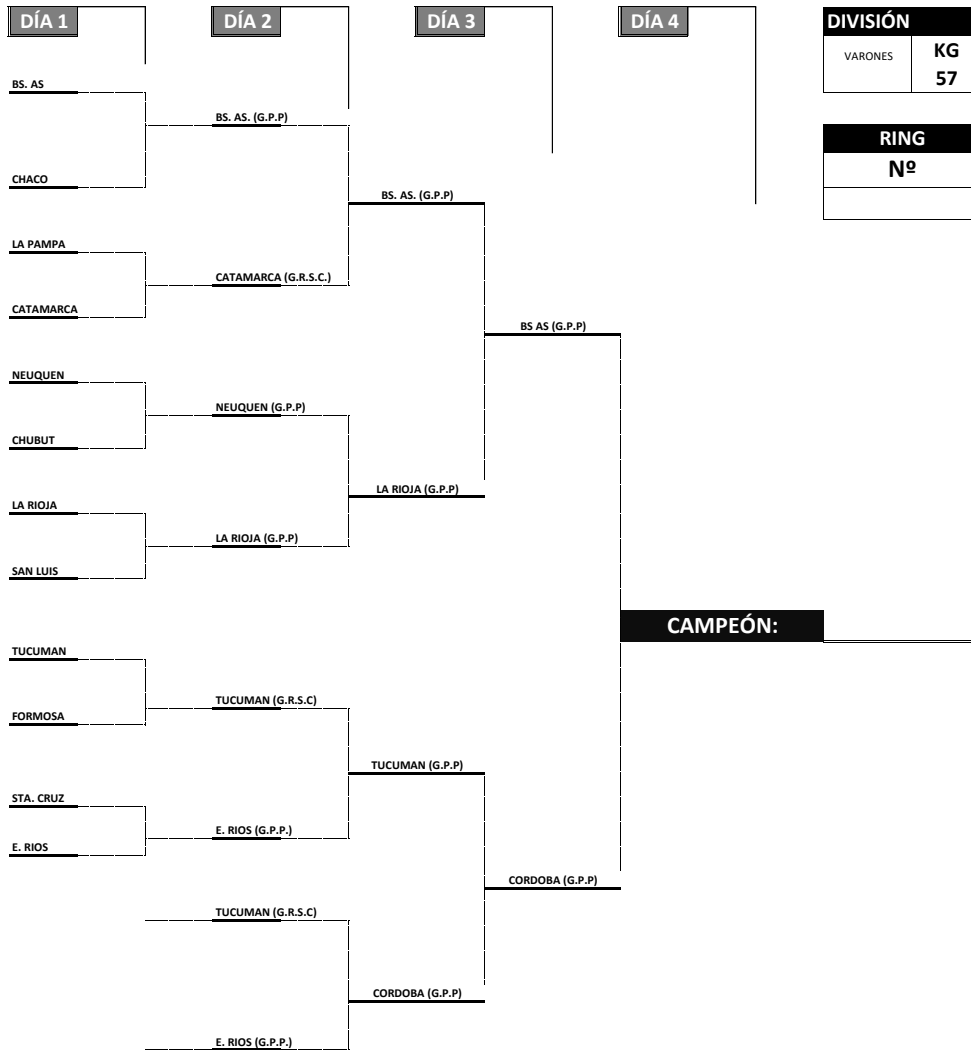 DÍA 1
DÍA 2
DÍA 3
DÍA 4
DIVISIÓN
VARONES
KG
57
RING
Nº
BS. AS
BS. AS. (G.P.P)
CHACO
BS. AS. (G.P.P)
LA PAMPA
CATAMARCA (G.R.S.C.)
CATAMARCA
BS AS (G.P.P)
NEUQUEN
NEUQUEN (G.P.P)
CHUBUT
LA RIOJA (G.P.P)
LA RIOJA
LA RIOJA (G.P.P)
SAN LUIS
CAMPEÓN:
TUCUMAN
TUCUMAN (G.R.S.C)
FORMOSA
TUCUMAN (G.P.P)
STA. CRUZ
E. RIOS (G.P.P.)
E. RIOS
CORDOBA (G.P.P)
TUCUMAN (G.R.S.C)
CORDOBA (G.P.P)
E. RIOS (G.P.P.)